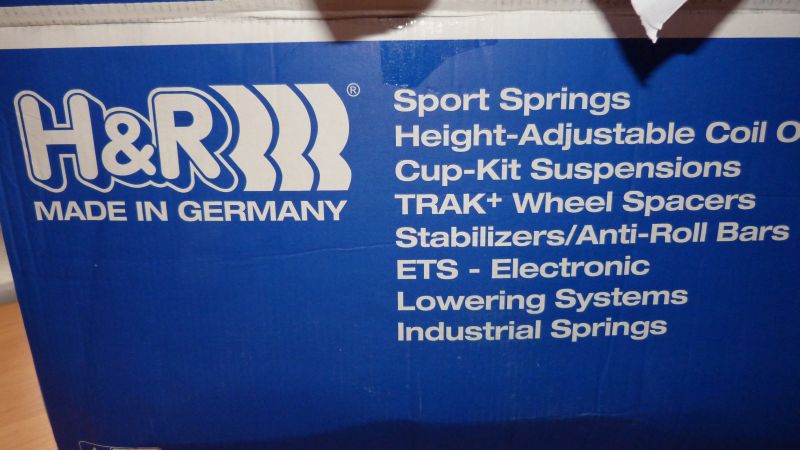 H&R®
MADE IN GERMANY
Sport Springs
Height-Adjustable Coil O
Cup-Kit Suspensions
TRAK+ Wheel Spacers
Stabilizers/Anti-Roll Bars
ETS - Electronic
Lowering Systems
Industrial Springs